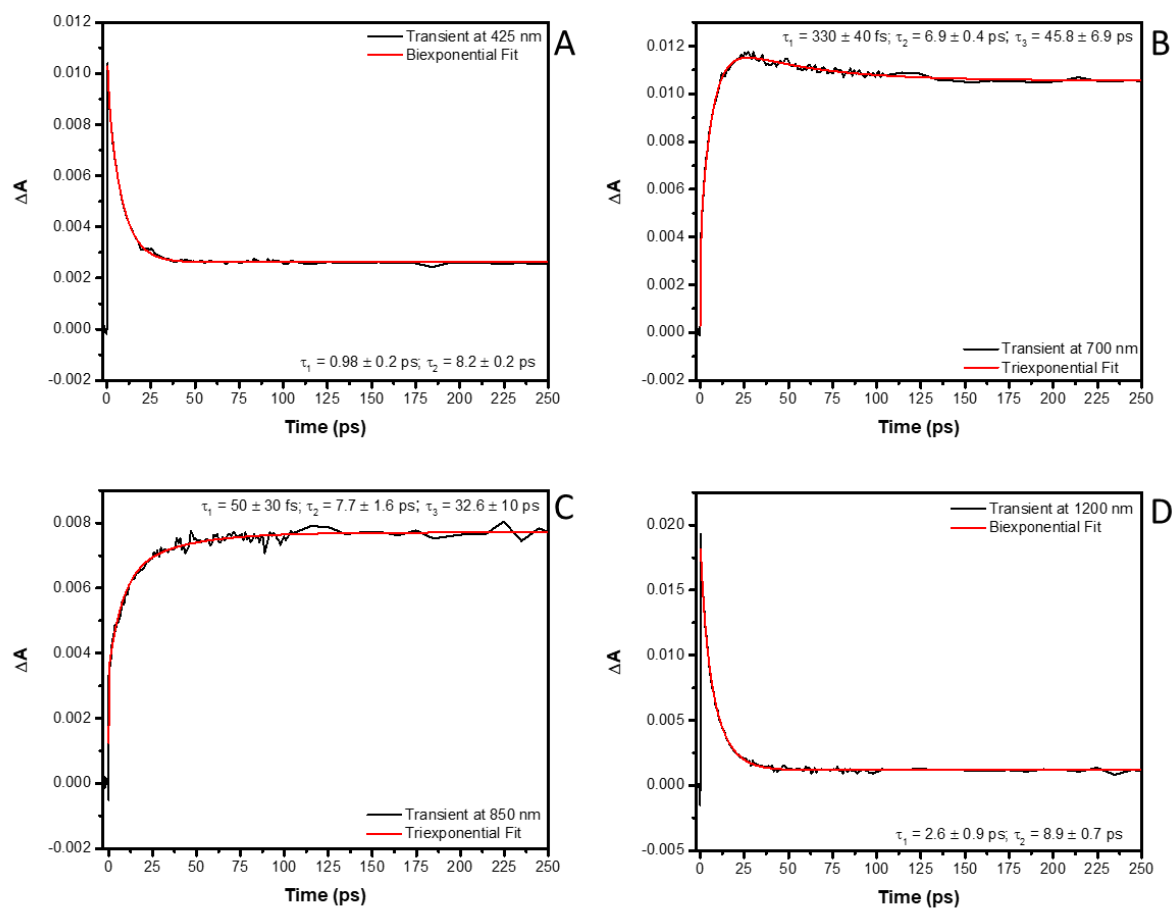 A
Transient at 425 nm
Biexponential Fit
τ1 = 0.98 ± 0.2 ps; τ2 = 8.2 ± 0.2 ps
0.012
0.010
0.008
0.006
0.004
0.002
0.000
-0.002
ΔA
0 25 50 75 100 125 150 175 200 225 250
Time (ps)
B
τ1 = 330 ± 40 fs; τ2 = 6.9 ± 0.4 ps; τ3 = 45.8 ± 6.9 ps
Transient at 700 nm
Triexponential Fit
0.012
0.010
0.008
0.006
0.004
0.002
0.000
-0.002
ΔA
0 25 50 75 100 125 150 175 200 225 250
Time (ps)
C
τ1 = 50 ± 30 fs; τ2 = 7.7 ± 1.6 ps; τ3 = 32.6 ± 10 ps
Transient at 850 nm
Triexponential Fit
0.008
0.006
0.004
0.002
0.000
-0.002
ΔA
0 25 50 75 100 125 150 175 200 225 250
Time (ps)
D
Transient at 1200 nm
Biexponential Fit
τ1 = 2.6 ± 0.9 ps; τ2 = 8.9 ± 0.7 ps
0.020
0.015
0.010
0.005
0.000
-0.005
ΔA
0 25 50 75 100 125 150 175 200 225 250
Time (ps)